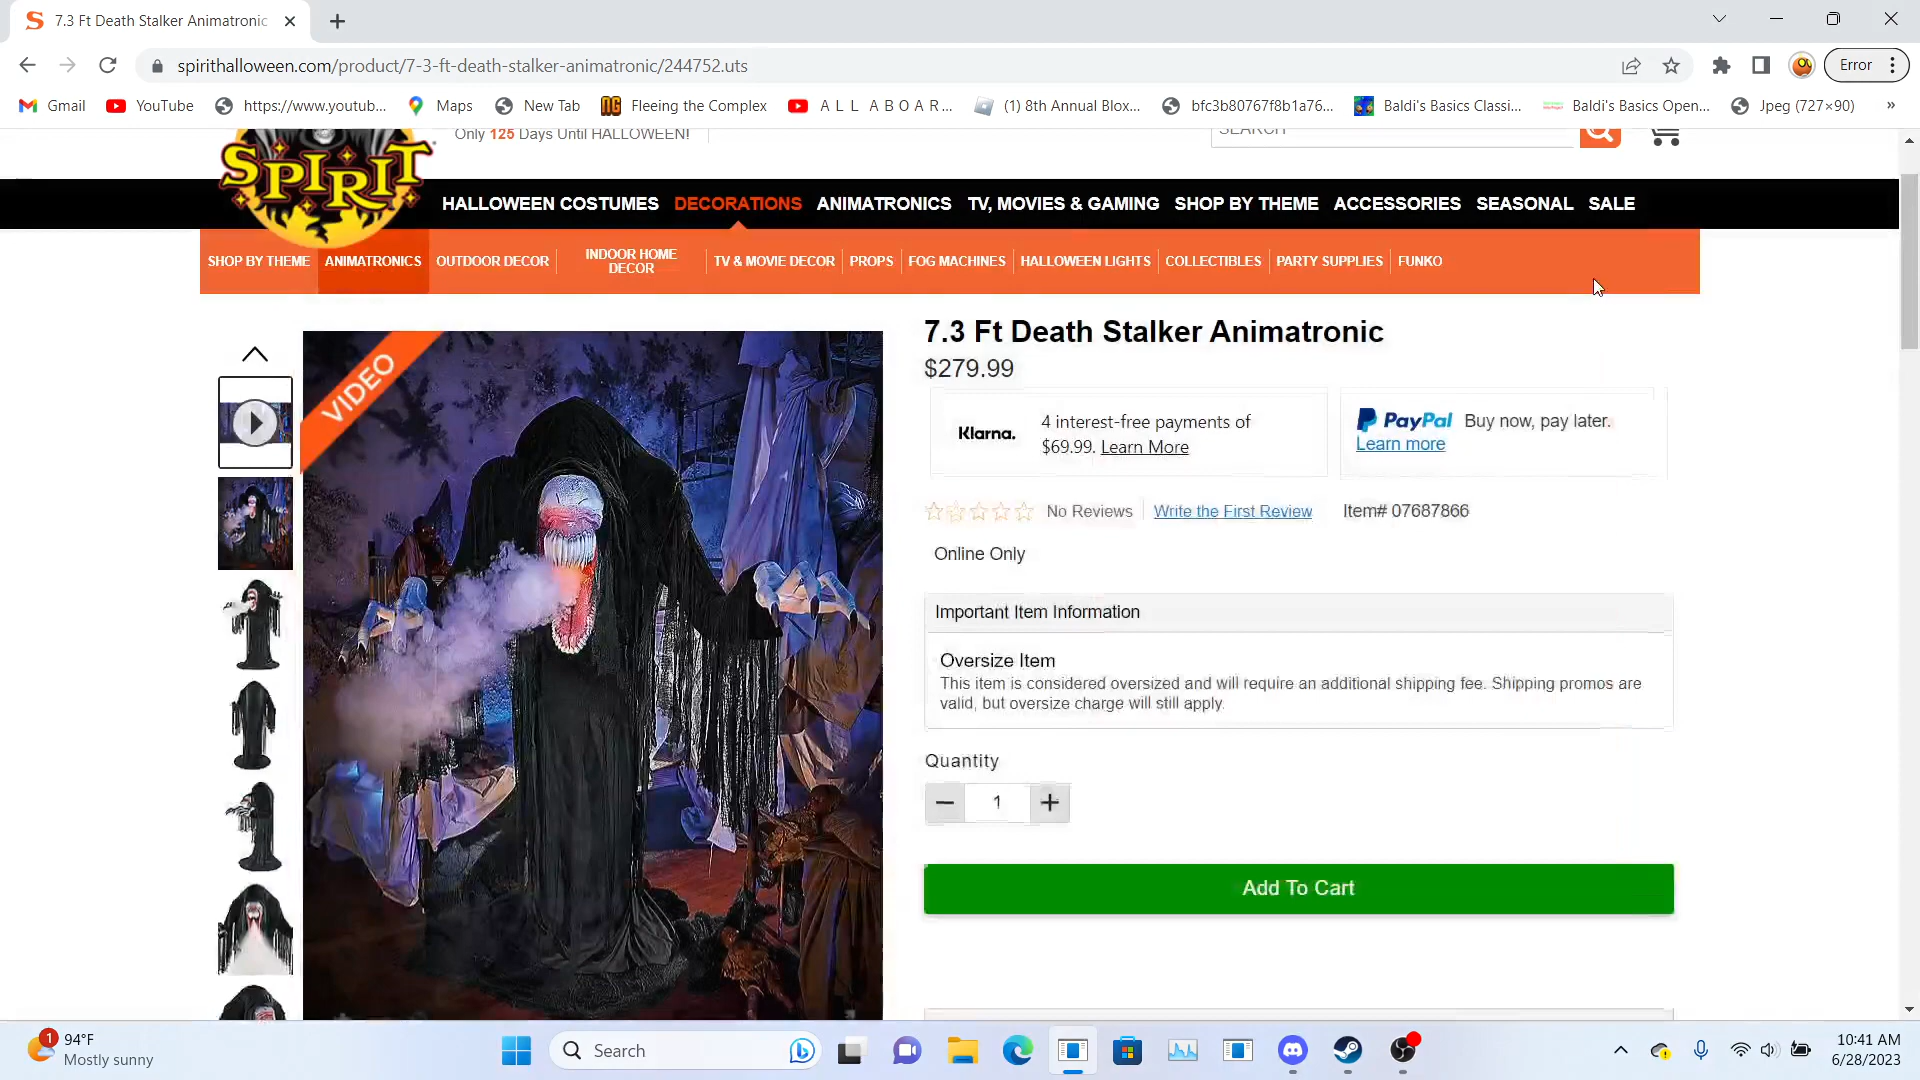 7.3 Ft Death Stalker Animatronic
spirithalloween.com/product/7-3-ft-death-stalker-animatronic/244752.uts
Error
Gmail
YouTube
https://www.youtub...
Maps
New Tab
Fleeing the Complex
A L L A B O A R...
(1) 8th Annual Blox...
bfc3b80767f8b1a76...
Baldi's Basics Classi...
Baldi's Basics Open...
Jpeg (727×90)
»
Only 125 Days Until HALLOWEEN!
SEARCH
SPIRIT
HALLOWEEN COSTUMES
DECORATIONS
ANIMATRONICS
TV, MOVIES & GAMING
SHOP BY THEME
ACCESSORIES
SEASONAL
SALE
SHOP BY THEME
ANIMATRONICS
OUTDOOR DECOR
INDOOR HOME
DECOR
TV & MOVIE DECOR
PROPS
FOG MACHINES
HALLOWEEN LIGHTS
COLLECTIBLES
PARTY SUPPLIES
FUNKO
VIDEO
7.3 Ft Death Stalker Animatronic
$279.99
Klarna.
4 interest-free payments of
$69.99. Learn More
PayPal Buy now, pay later.
Learn more
No Reviews
Write the First Review
Item# 07687866
Online Only
Important Item Information
Oversize Item
This item is considered oversized and will require an additional shipping fee. Shipping promos are
valid, but oversize charge will still apply.
Quantity
1
Add To Cart
1
94°F
Mostly sunny
Search
10:41 AM
6/28/2023